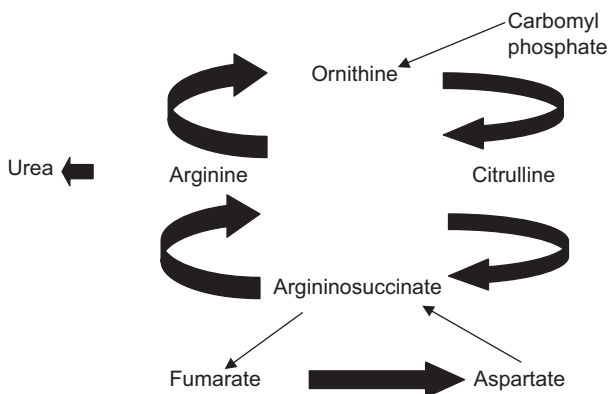 Carbomyl
phosphate
Ornithine
Urea
Arginine
Citrulline
Argininosuccinate
Fumarate
Aspartate